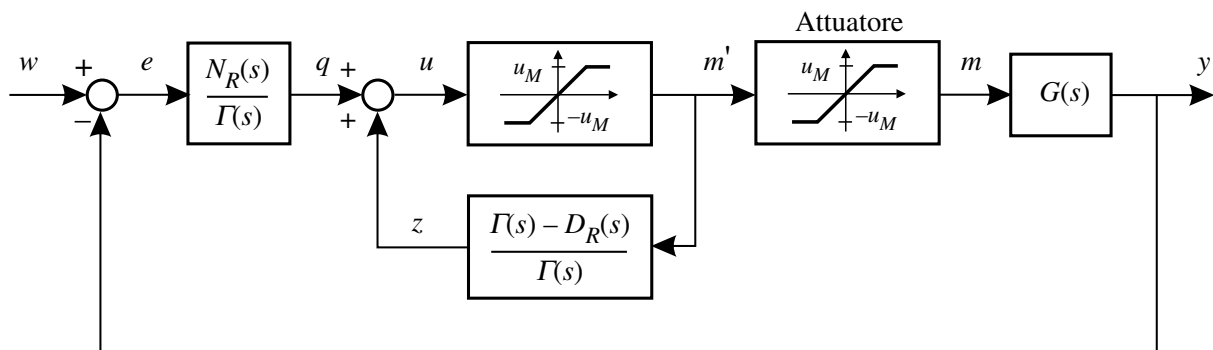 Attuatore
w
+
−
e
N_R(s)
Γ(s)
q
+
+
u
u_M
−u_M
m'
u_M
−u_M
m
G(s)
y
z
Γ(s) – D_R(s)
Γ(s)